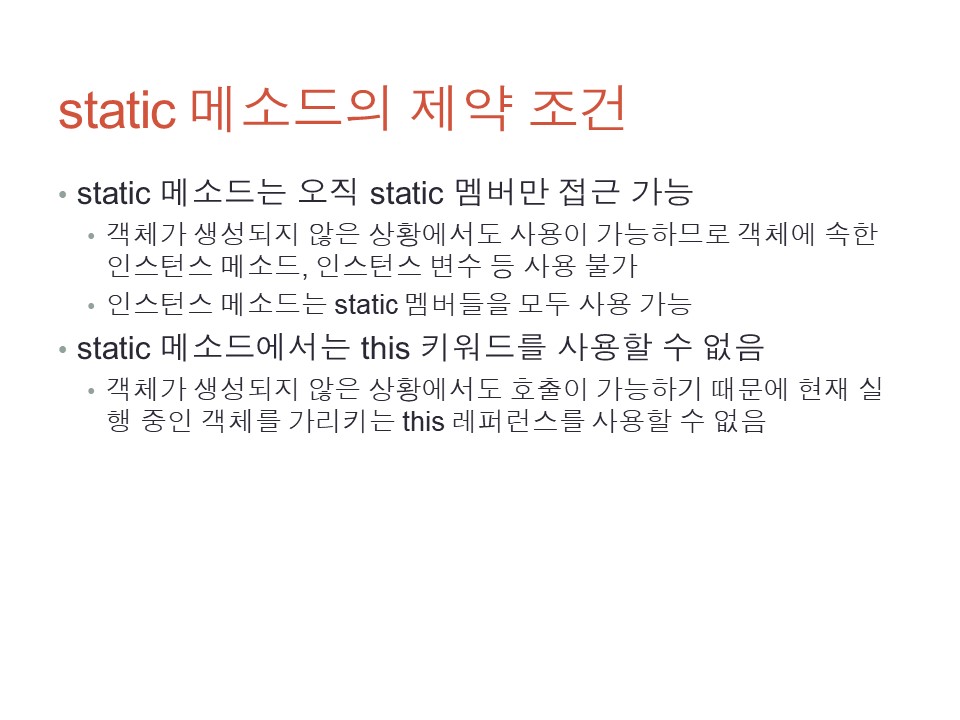 static 메소드의 제약 조건
• static 메소드는 오직 static 멤버만 접근 가능
• 객체가 생성되지 않은 상황에서도 사용이 가능하므로 객체에 속한
인스턴스 메소드, 인스턴스 변수 등 사용 불가
• 인스턴스 메소드는 static 멤버들을 모두 사용 가능
• static 메소드에서는 this 키워드를 사용할 수 없음
• 객체가 생성되지 않은 상황에서도 호출이 가능하기 때문에 현재 실
행 중인 객체를 가리키는 this 레퍼런스를 사용할 수 없음